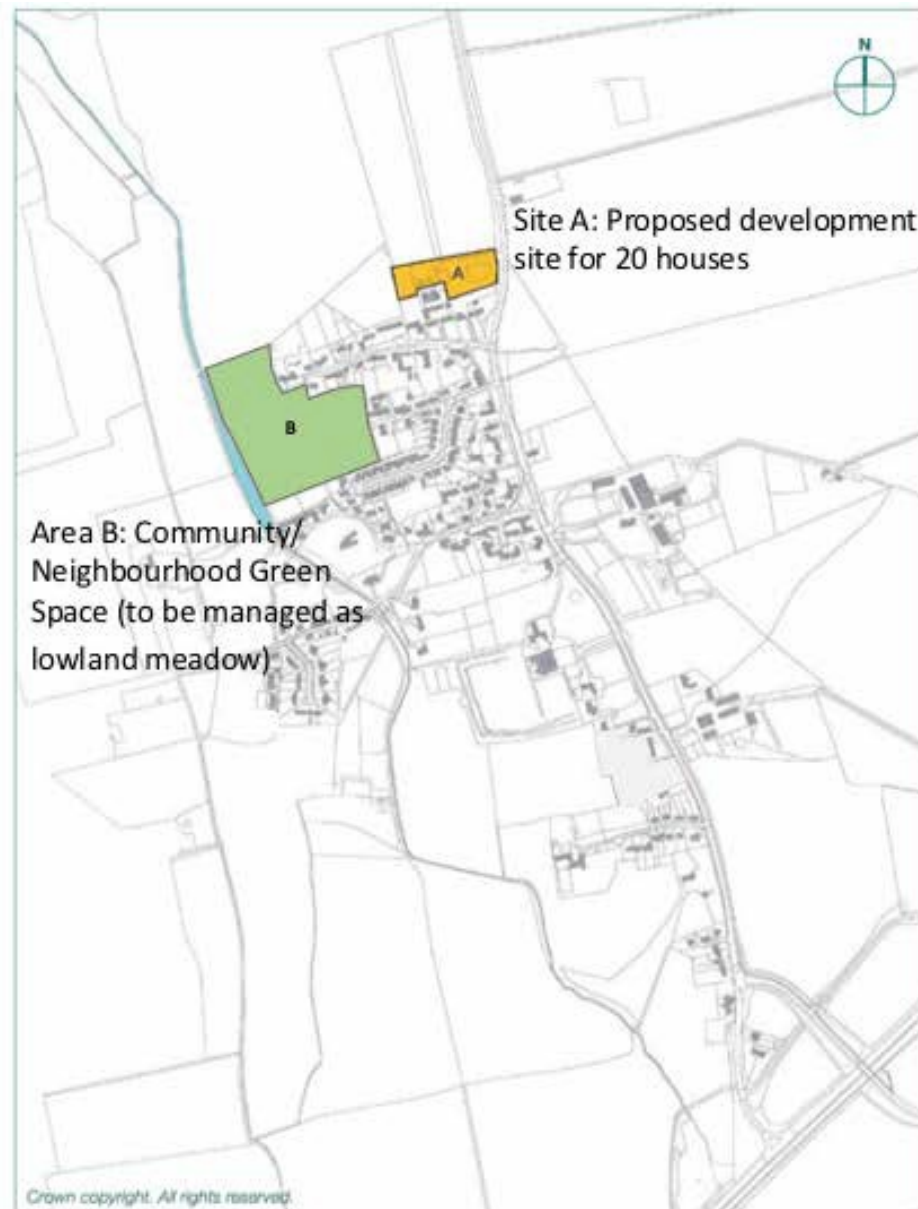 N
Site A: Proposed development
site for 20 houses
A
B
Area B: Community/
Neighbourhood Green
Space (to be managed as
lowland meadow)
Crown copyright. All rights reserved.